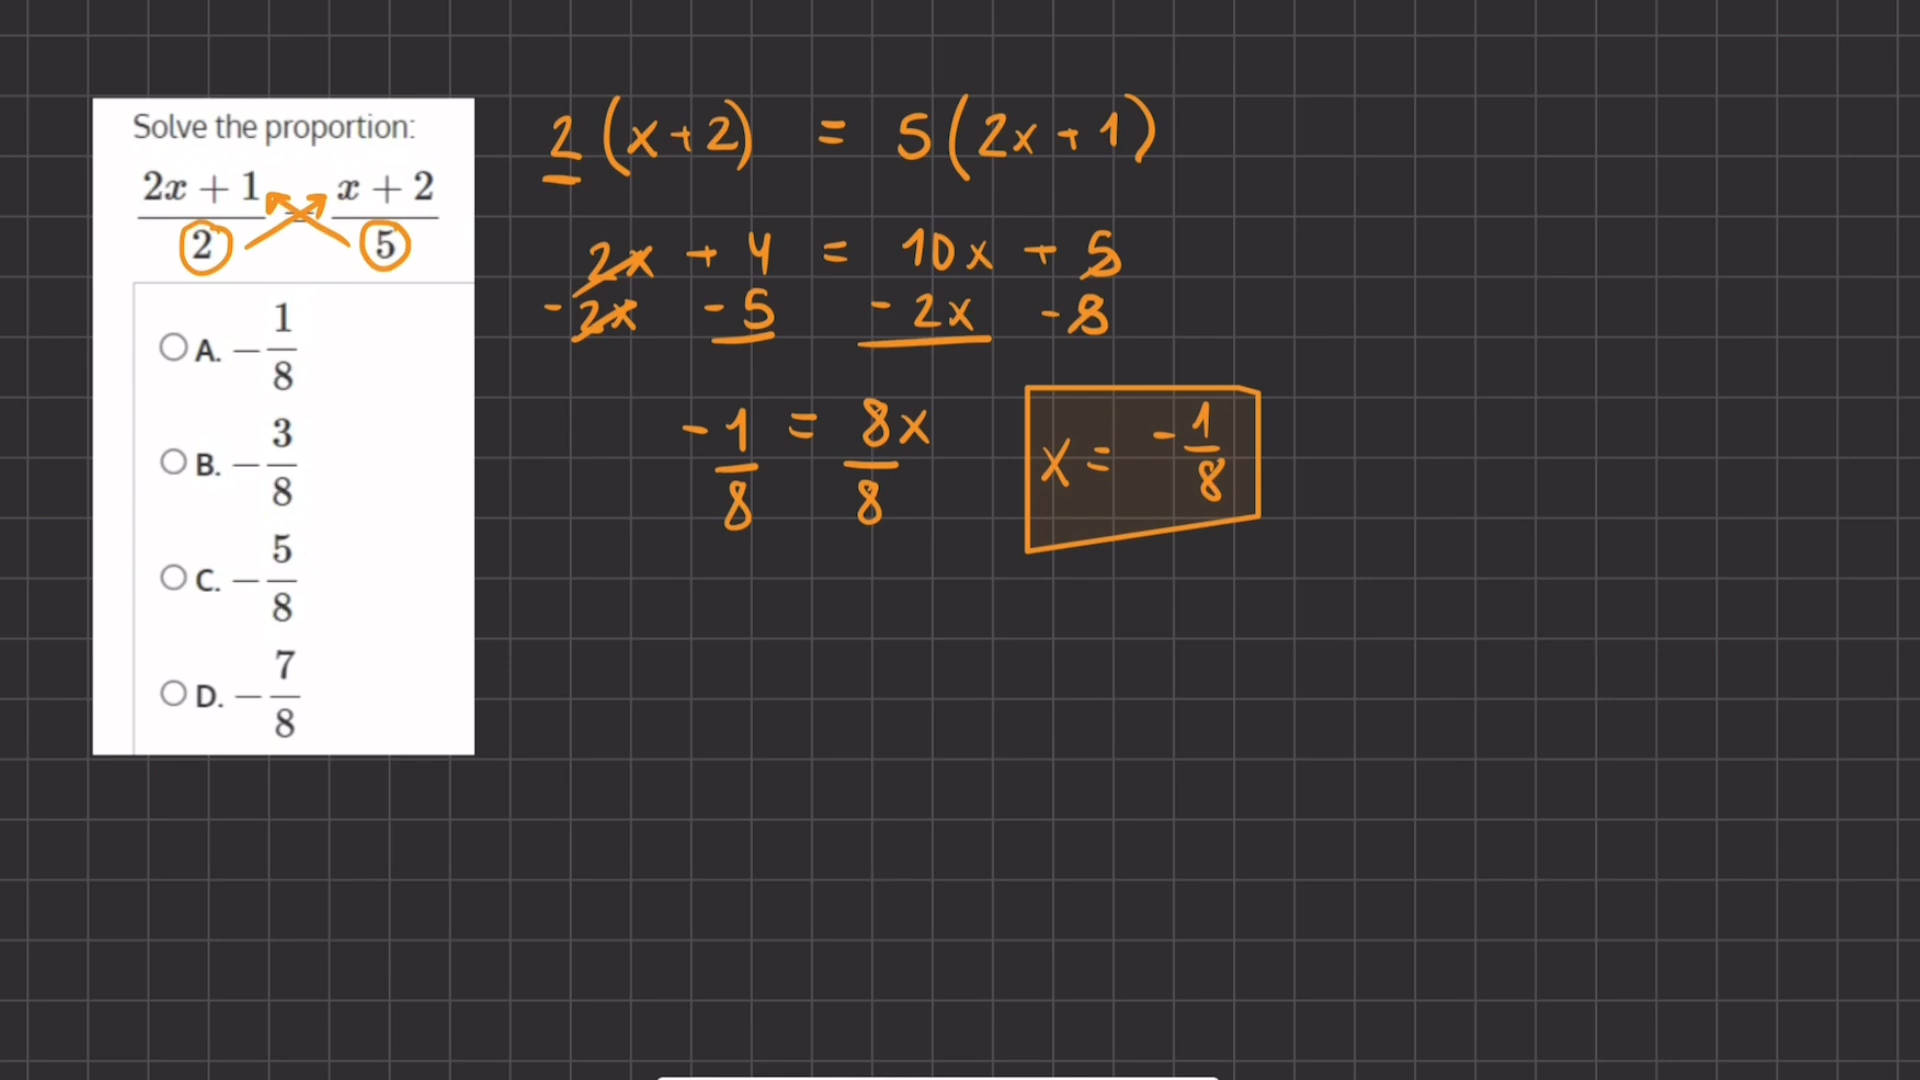 Solve the proportion:
2x + 1 / 2 = x + 2 / 5
A. −1/8
B. −3/8
C. −5/8
D. −7/8
2(x+2) = 5(2x+1)
2x + 4 = 10x + 5
-2x -5 -2x -5
-1/8 = 8x/8
x = -1/8